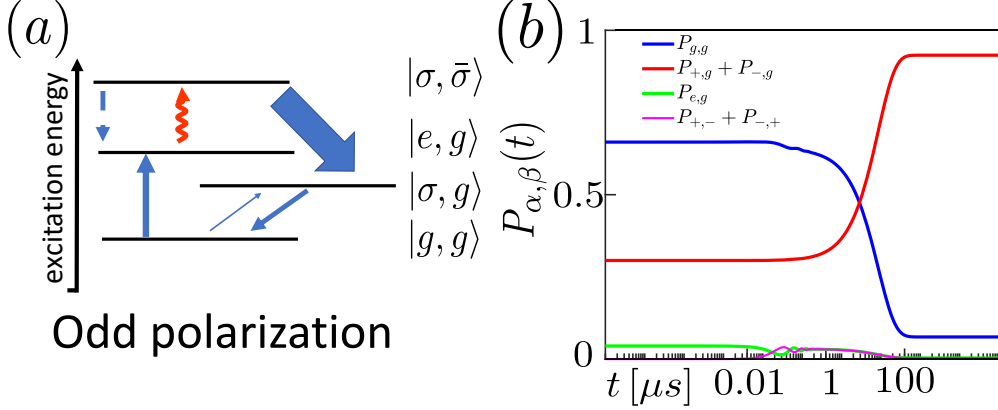 (a)
excitation energy
|σ, σ̄⟩
|e, g⟩
|σ, g⟩
|g, g⟩
Odd polarization
(b)
P_{α,β}(t)
1
0.5
0
P_{g,g}
P_{+,g} + P_{-,g}
P_{e,g}
P_{+,-} + P_{-,+}
t [μs]
0.01
1
100